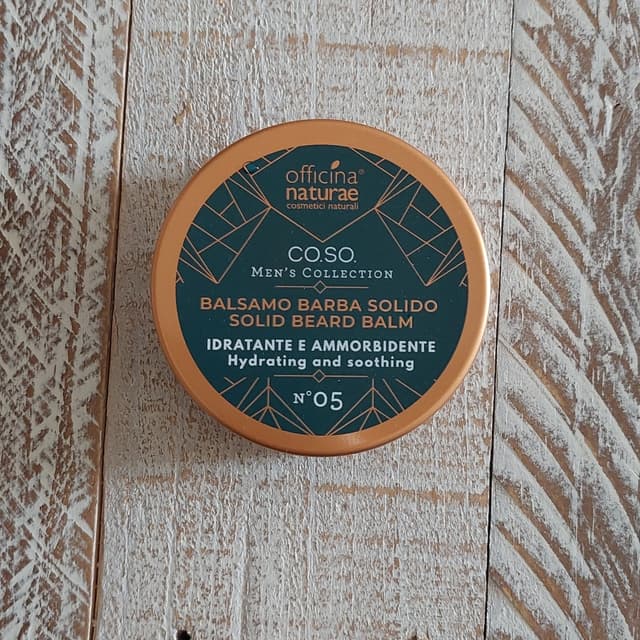 officina®
naturae
cosmetici naturali
CO.SO.
MEN'S COLLECTION
BALSAMO BARBA SOLIDO
SOLID BEARD BALM
IDRATANTE E AMMORBIDENTE
Hydrating and soothing
N°05